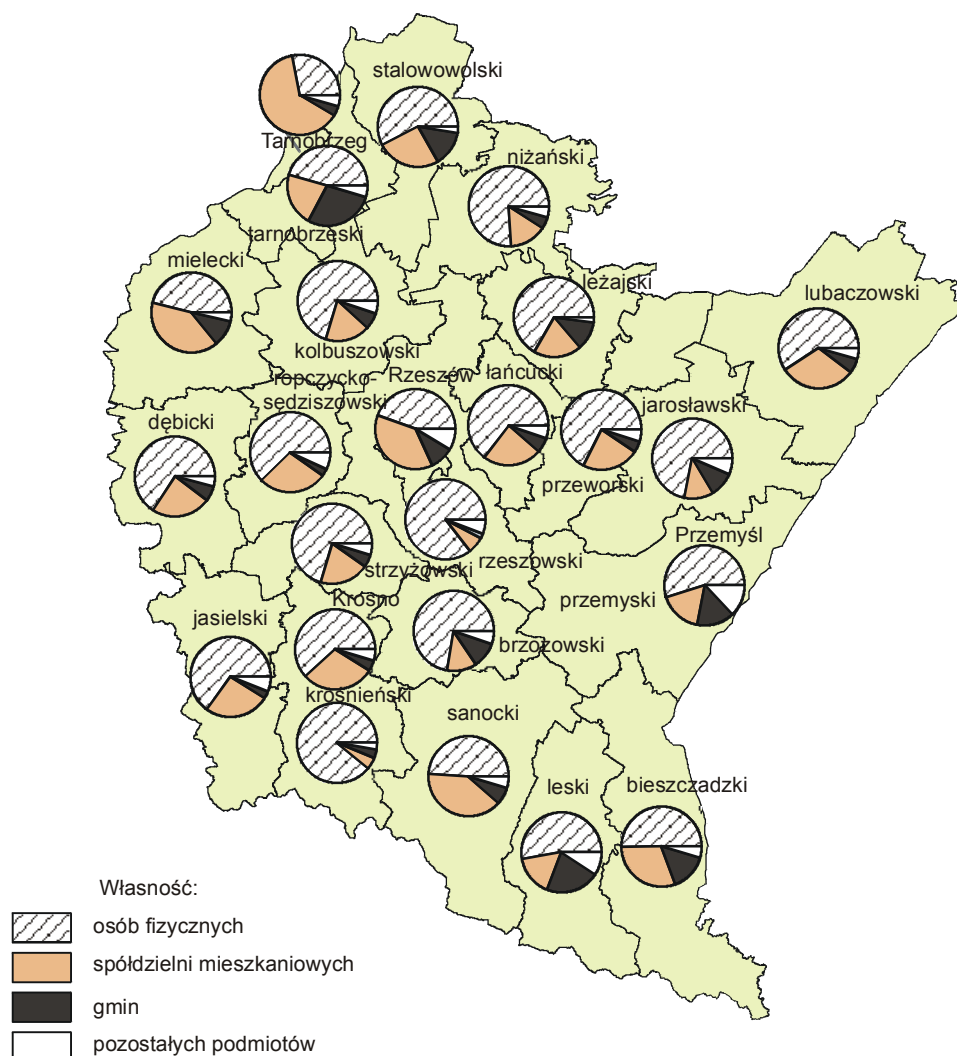 stalowowolski
Tarnobrzeg
niżański
tarnobrzeski
mielecki
leżajski
lubaczowski
kolbuszowski
ropczycko-
sędziszowski
Rzeszów
łańcucki
dębicki
jarosławski
przeworski
Przemyśl
rzeszowski
strzyżowski
przemyski
Krosno
jasielski
brzozowski
krośnieński
sanocki
leski
bieszczadzki
Własność:
osób fizycznych
spółdzielni mieszkaniowych
gmin
pozostałych podmiotów